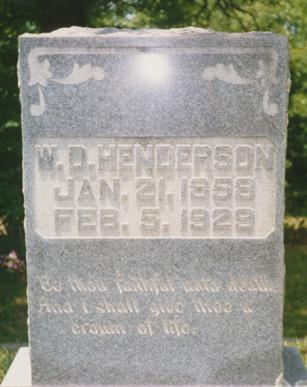 W. D. HENDERSON
JAN. 21. 1858
FEB. 5. 1929
Be thou faithful unto death
And I shall give thee a
crown of life.